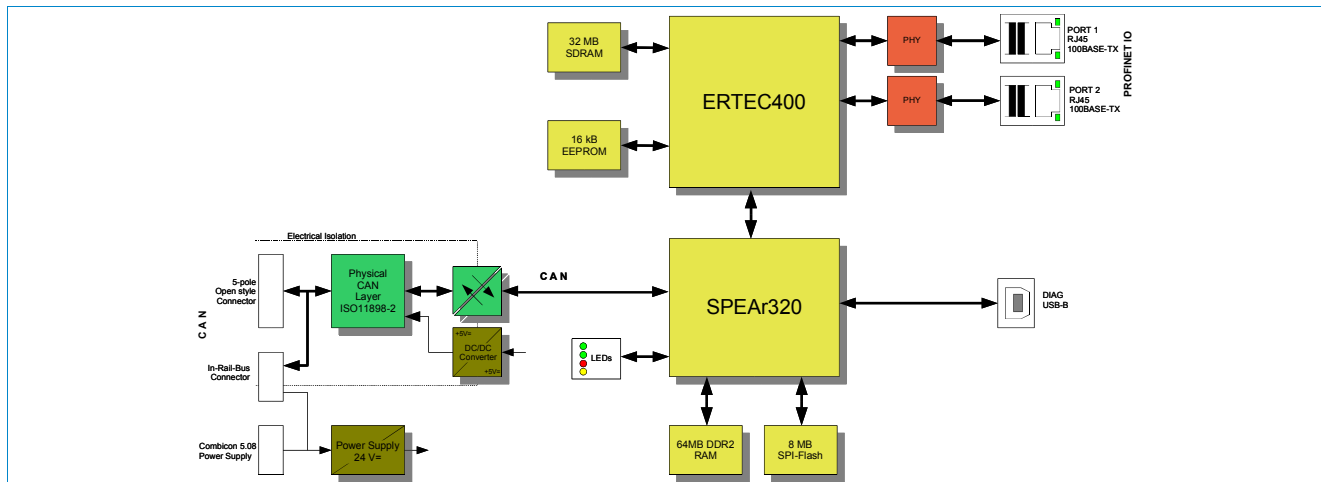 32 MB
SDRAM
16 kB
EEPROM
ERTEC400
PHY
PHY
PORT 1
RJ45
100BASE-TX
PORT 2
RJ45
100BASE-TX
PROFINET IO
Electrical Isolation
5-pole
Open style
Connector
Physical
CAN
Layer
ISO11898-2
CAN
CAN
SPEAr320
DIAG
USB-B
+5V=
DC/DC
Converter
+5V=
LEDs
In-Rail-Bus
Connector
Combicon 5.08
Power Supply
Power Supply
24 V=
64MB DDR2
RAM
8 MB
SPI-Flash